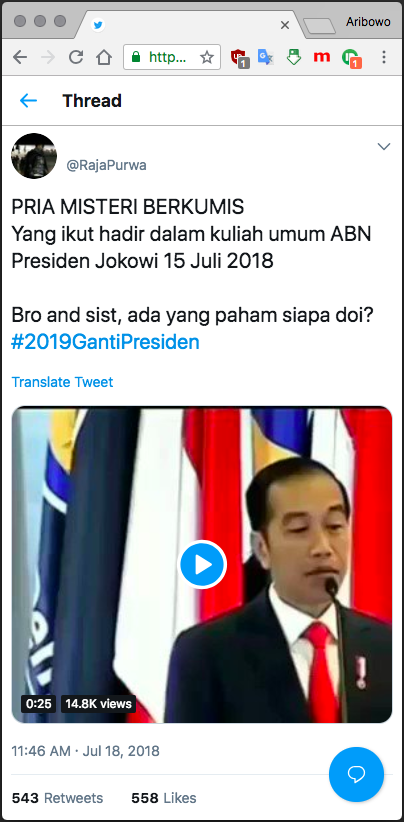 Aribowo
http...
1
1
Thread
@RajaPurwa
PRIA MISTERI BERKUMIS
Yang ikut hadir dalam kuliah umum ABN
Presiden Jokowi 15 Juli 2018
Bro and sist, ada yang paham siapa doi?
#2019GantiPresiden
Translate Tweet
0:25 14.8K views
11:46 AM · Jul 18, 2018
543 Retweets 558 Likes